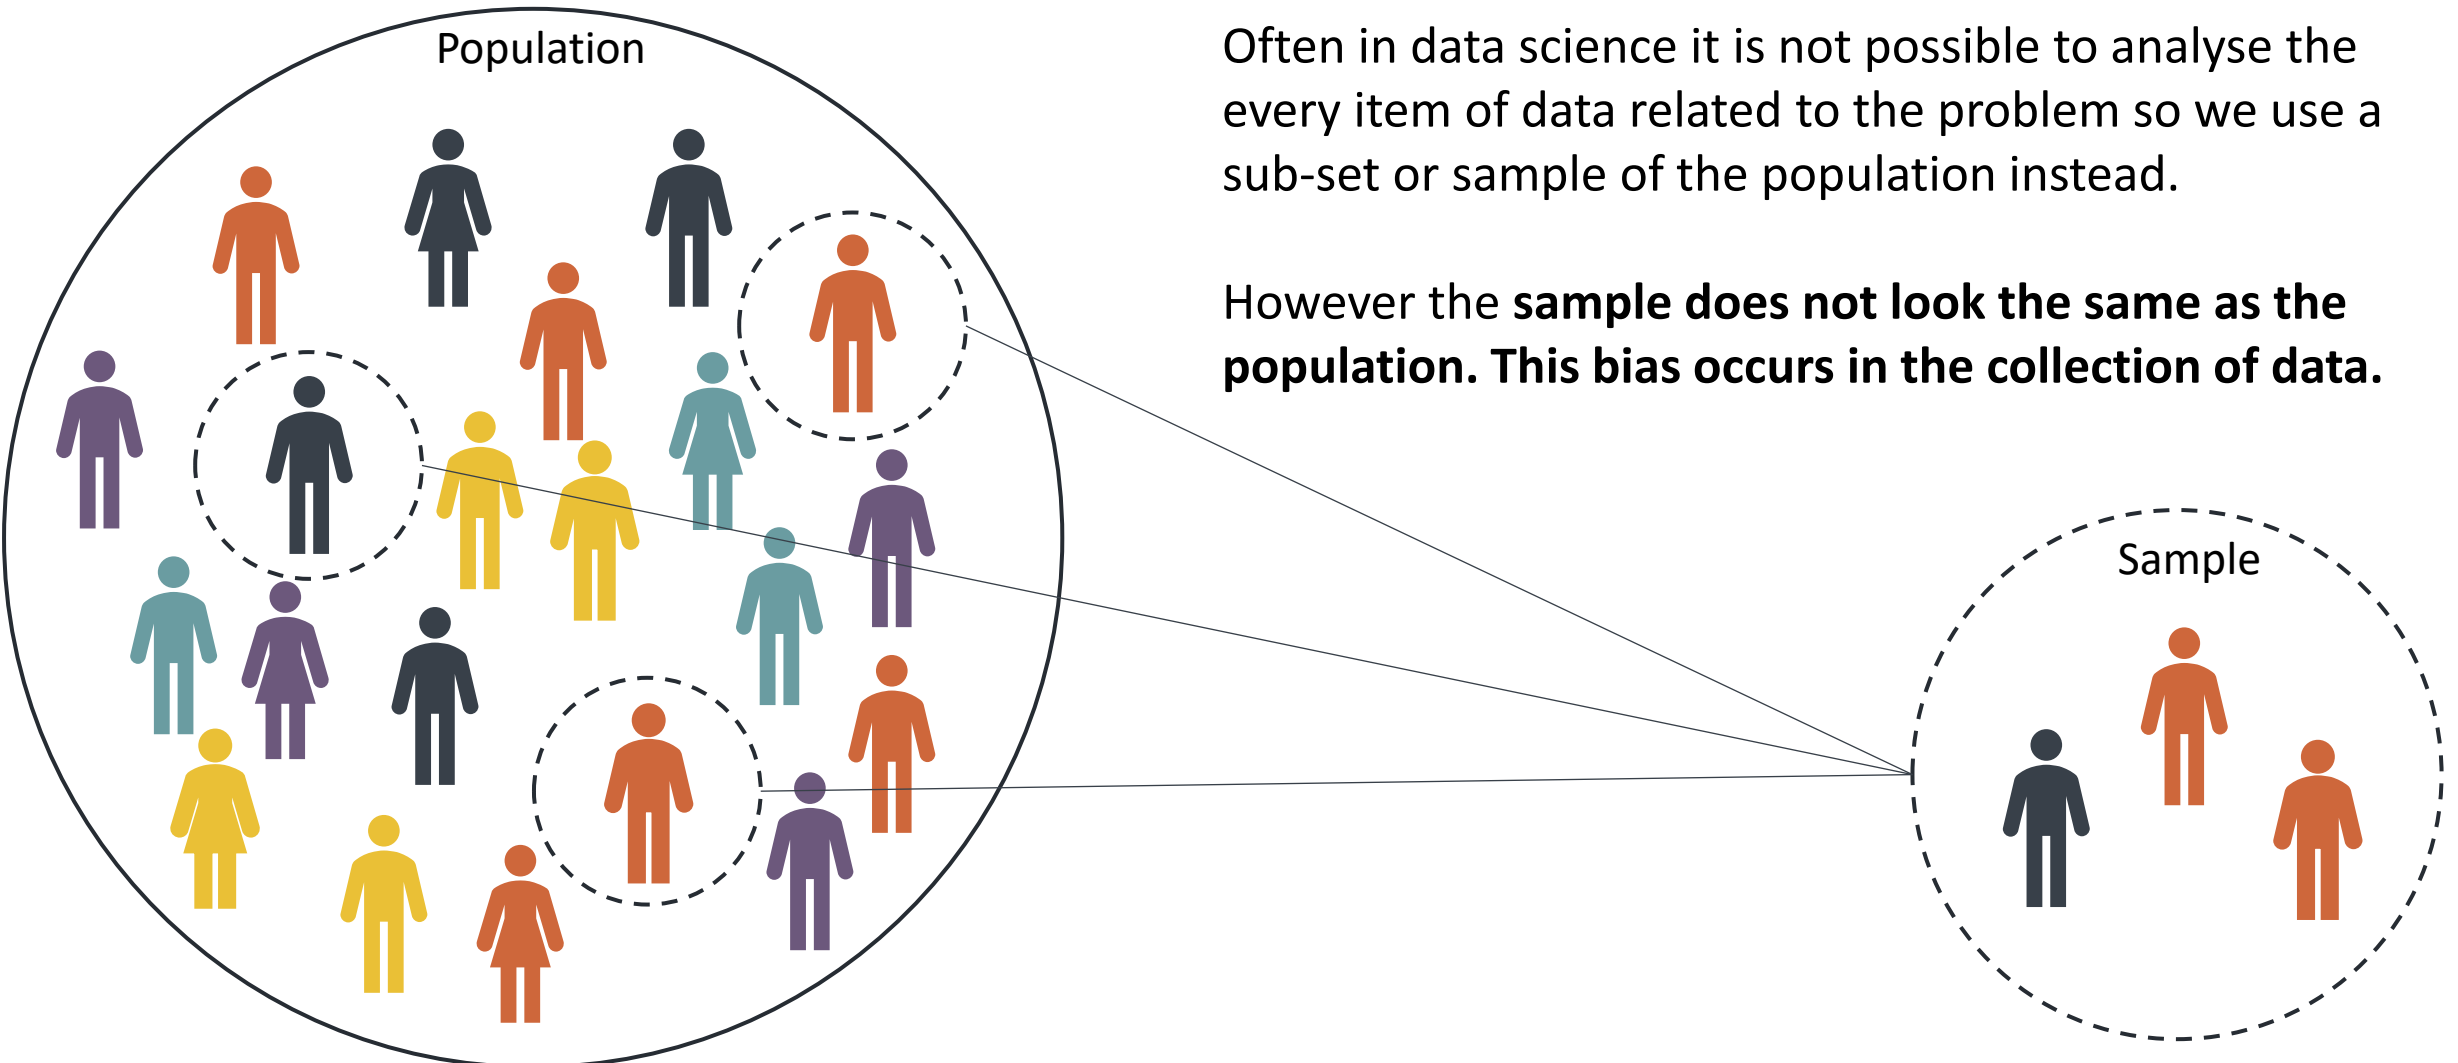 Population
Often in data science it is not possible to analyse the
every item of data related to the problem so we use a
sub-set or sample of the population instead.
However the sample does not look the same as the
population. This bias occurs in the collection of data.
Sample